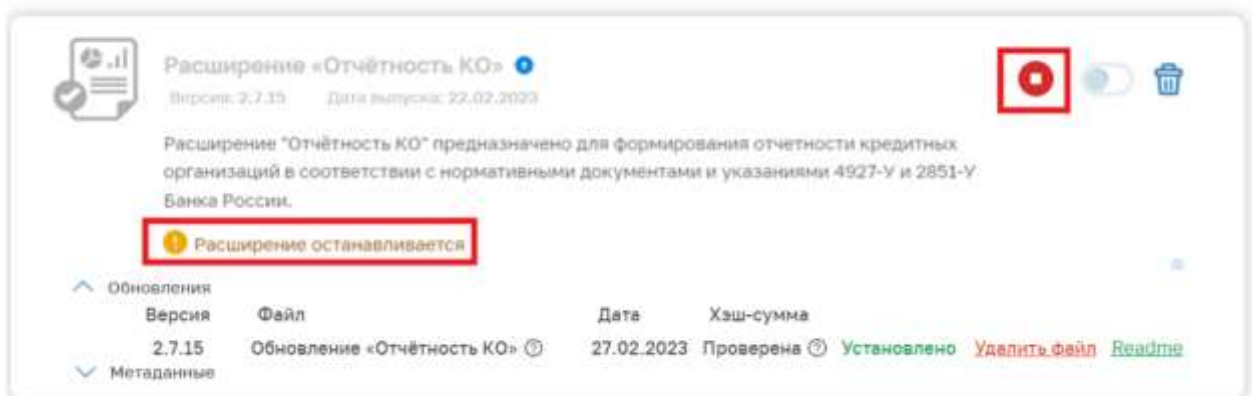 Расширение «Отчётность КО»
Версия: 2.7.15 Дата выпуска: 22.02.2023
Расширение "Отчётность КО" предназначено для формирования отчетности кредитных
организаций в соответствии с нормативными документами и указаниями 4927-У и 2851-У
Банка России.
Расширение останавливается
Обновления
Версия Файл Дата Хэш-сумма
2.7.15 Обновление «Отчётность КО» 27.02.2023 Проверена Установлено Удалить файл Readme
Метаданные